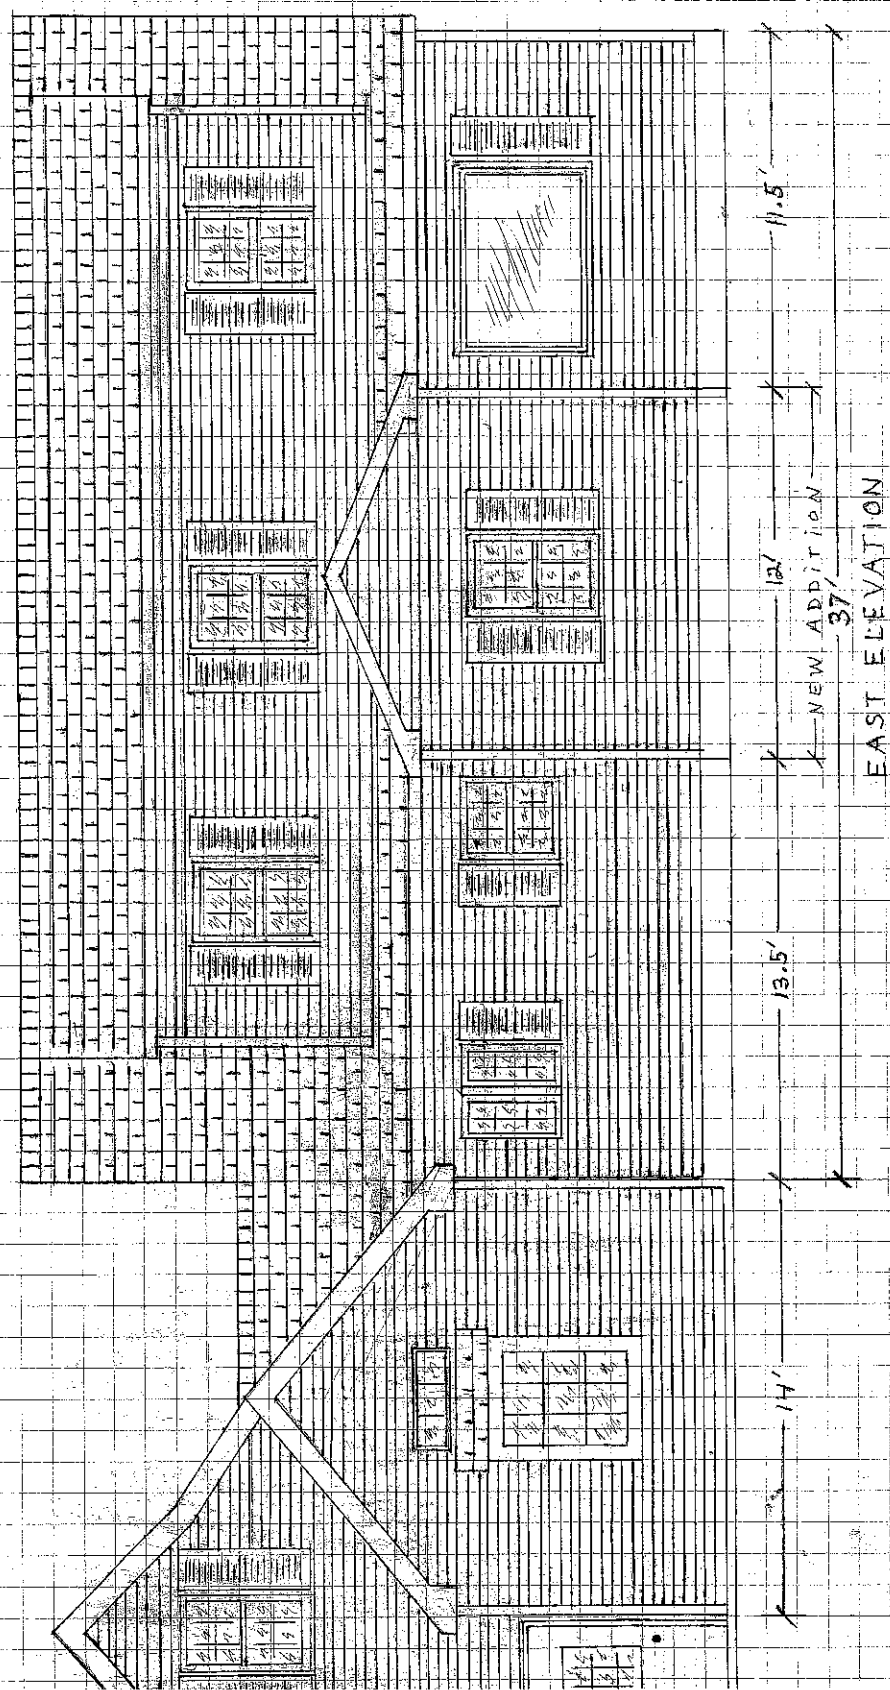 11.5'
12'
13.5'
14'
NEW ADDITION
37'
EAST ELEVATION